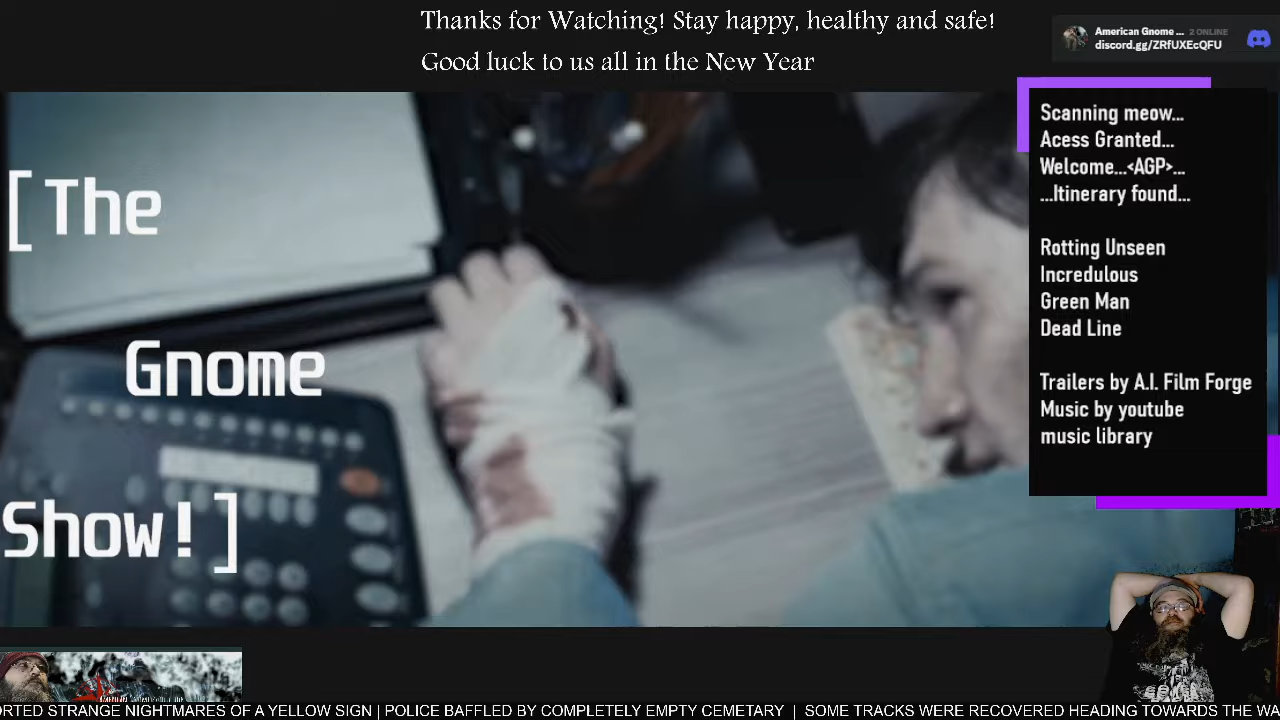 Thanks for Watching! Stay happy, healthy and safe!
Good luck to us all in the New Year
American Gnome ... 2 ONLINE
discord.gg/ZRfUXEcQFU
Scanning meow...
Acess Granted...
Welcome...<AGP>...
...Itinerary found...
Rotting Unseen
Incredulous
Green Man
Dead Line
Trailers by A.I. Film Forge
Music by youtube
music library
[The
Gnome
Show!]
ORTED STRANGE NIGHTMARES OF A YELLOW SIGN | POLICE BAFFLED BY COMPLETELY EMPTY CEMETARY | SOME TRACKS WERE RECOVERED HEADING TOWARDS THE WA